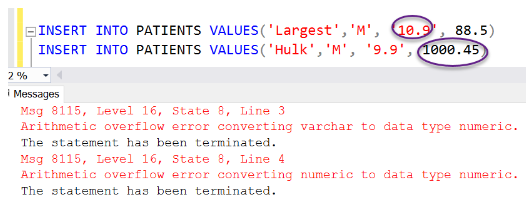 INSERT INTO PATIENTS VALUES('Largest','M', '10.9', 88.5)
INSERT INTO PATIENTS VALUES('Hulk','M', '9.9', 1000.45)
2 %
Messages
Msg 8115, Level 16, State 8, Line 3
Arithmetic overflow error converting varchar to data type numeric.
The statement has been terminated.
Msg 8115, Level 16, State 8, Line 4
Arithmetic overflow error converting numeric to data type numeric.
The statement has been terminated.